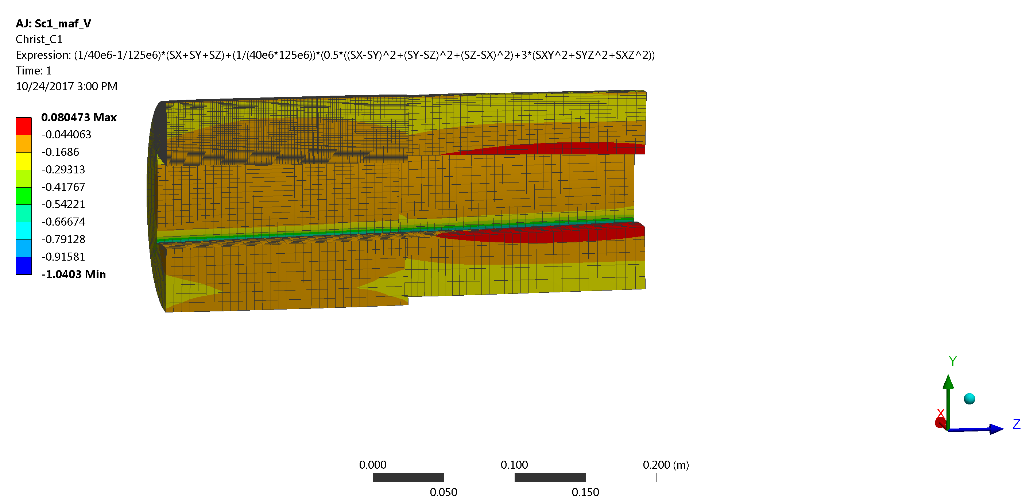 AJ: Sc1_maf_V
Christ_C1
Expression: (1/40e6-1/125e6)*(SX+SY+SZ)+(1/(40e6*125e6))*(0.5*((SX-SY)^2+(SY-SZ)^2+(SZ-SX)^2)+3*(SXY^2+SYZ^2+SXZ^2))
Time: 1
10/24/2017 3:00 PM
0.080473 Max
-0.044063
-0.1686
-0.29313
-0.41767
-0.54221
-0.66674
-0.79128
-0.91581
-1.0403 Min
Y
X
Z
0.000 0.100 0.200 (m)
0.050 0.150